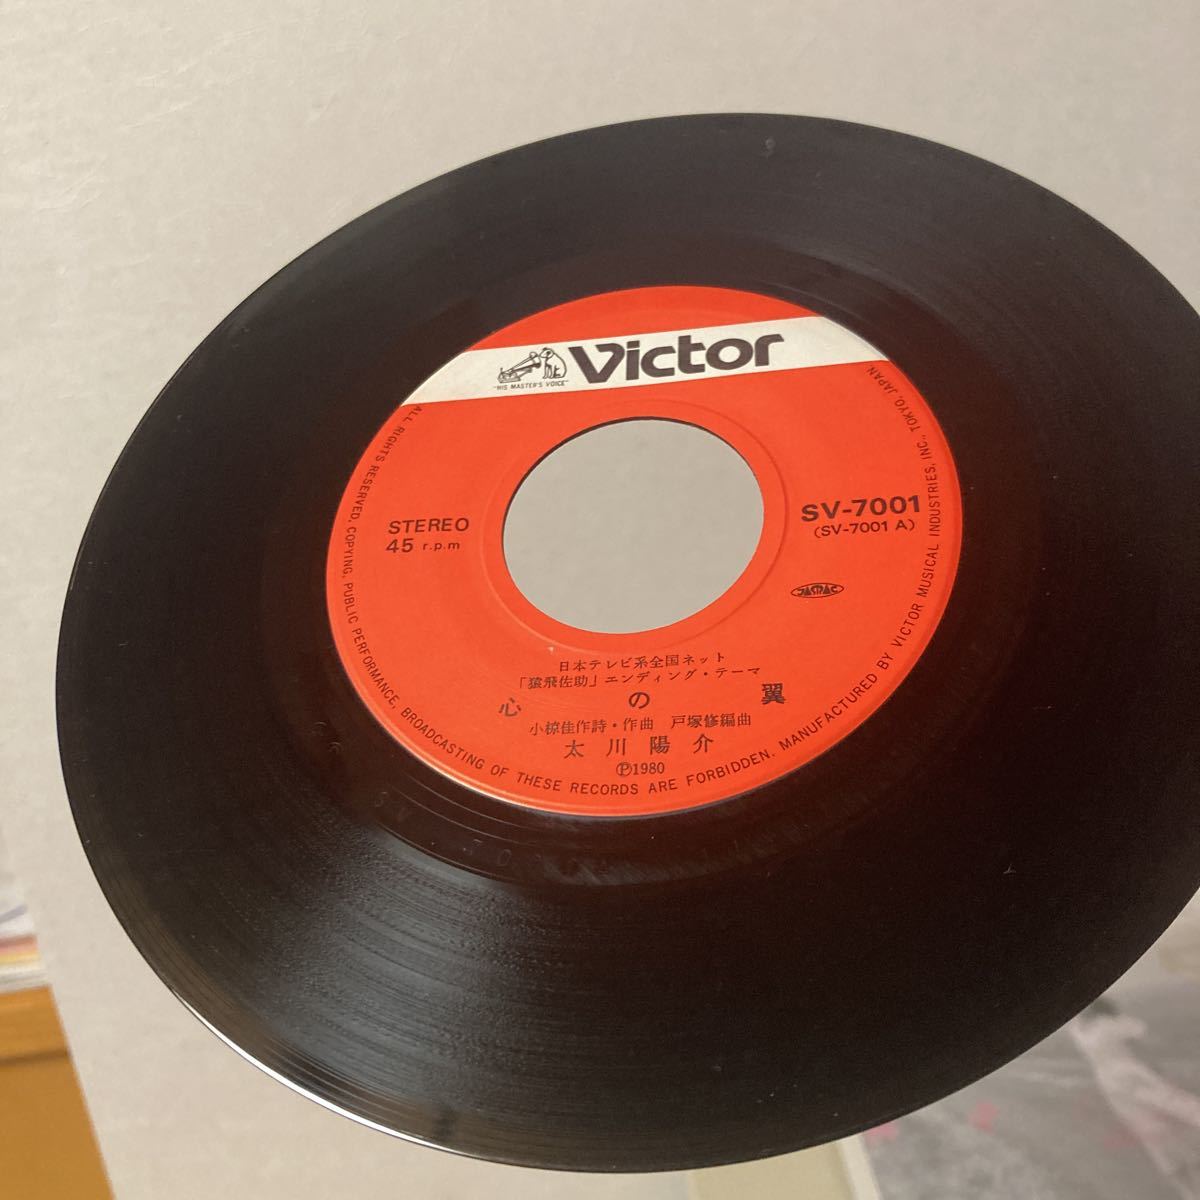 "HIS MASTER'S VOICE"
Victor
STEREO
45 r.p.m
SV-7001
(SV-7001 A)
JASRAC
日本テレビ系全国ネット
「猿飛佐助」エンディング・テーマ
心の翼
小椋佳作詩・作曲 戸塚修編曲
太川陽介
Ⓟ1980
ALL RIGHTS RESERVED. COPYING, PUBLIC PERFORMANCE, BROADCASTING OF THESE RECORDS ARE FORBIDDEN. MANUFACTURED BY VICTOR MUSICAL INDUSTRIES, INC., TOKYO, JAPAN